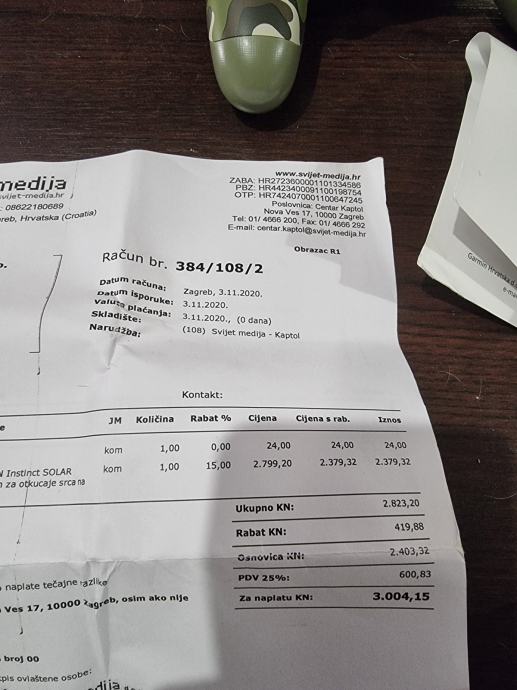 medija
svijet-medija.hr
: 08622180689
reb, Hrvatska (Croatia)
www.svijet-medija.hr
ZABA: HR2723600001101334586
PBZ: HR4423400091100198754
OTP: HR7424070001100647245
Poslovnica: Centar Kaptol
Nova Ves 17, 10000 Zagreb
Tel: 01/ 4666 200, Fax: 01/ 4666 292
E-mail: centar.kaptol@svijet-medija.hr
Obrazac R1
o.
Račun br. 384/108/2
Datum računa: Zagreb, 3.11.2020.
Datum isporuke: 3.11.2020.
Valuta plaćanja: 3.11.2020., (0 dana)
Skladište: (108) Svijet medija - Kaptol
Narudžba:
Kontakt:
e JM Količina Rabat % Cijena Cijena s rab. Iznos
kom 1,00 0,00 24,00 24,00 24,00
N Instinct SOLAR kom 1,00 15,00 2.799,20 2.379,32 2.379,32
n za otkucaje srca na
Ukupno KN: 2.823,20
Rabat KN: 419,88
Osnovica KN: 2.403,32
PDV 25%: 600,83
Za naplatu KN: 3.004,15
naplate tečajne razlike
Ves 17, 10000 Zagreb, osim ako nije
broj 00
pis ovlaštene osobe:
dija
Garmin Hrvatska d.
e-ma